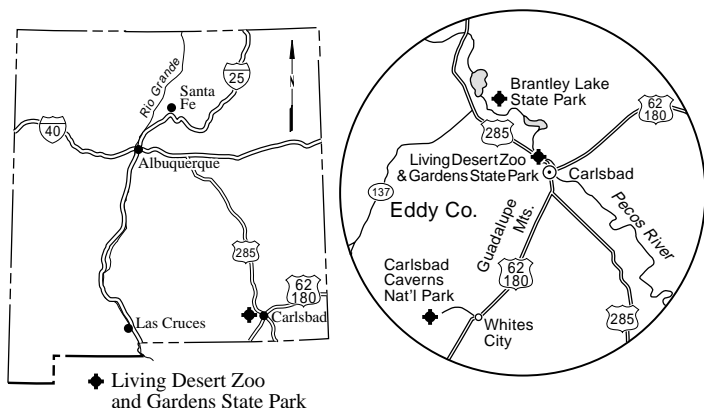 Rio Grande
25
N
Santa
Fe
40
Albuquerque
285
62
180
Carlsbad
Las Cruces
Living Desert Zoo
and Gardens State Park
Brantley Lake
State Park
62
180
285
Living Desert Zoo
& Gardens State Park
Carlsbad
137
Eddy Co.
Guadalupe
Mts.
Pecos River
Carlsbad
Caverns
Nat'l Park
62
180
Whites
City
285